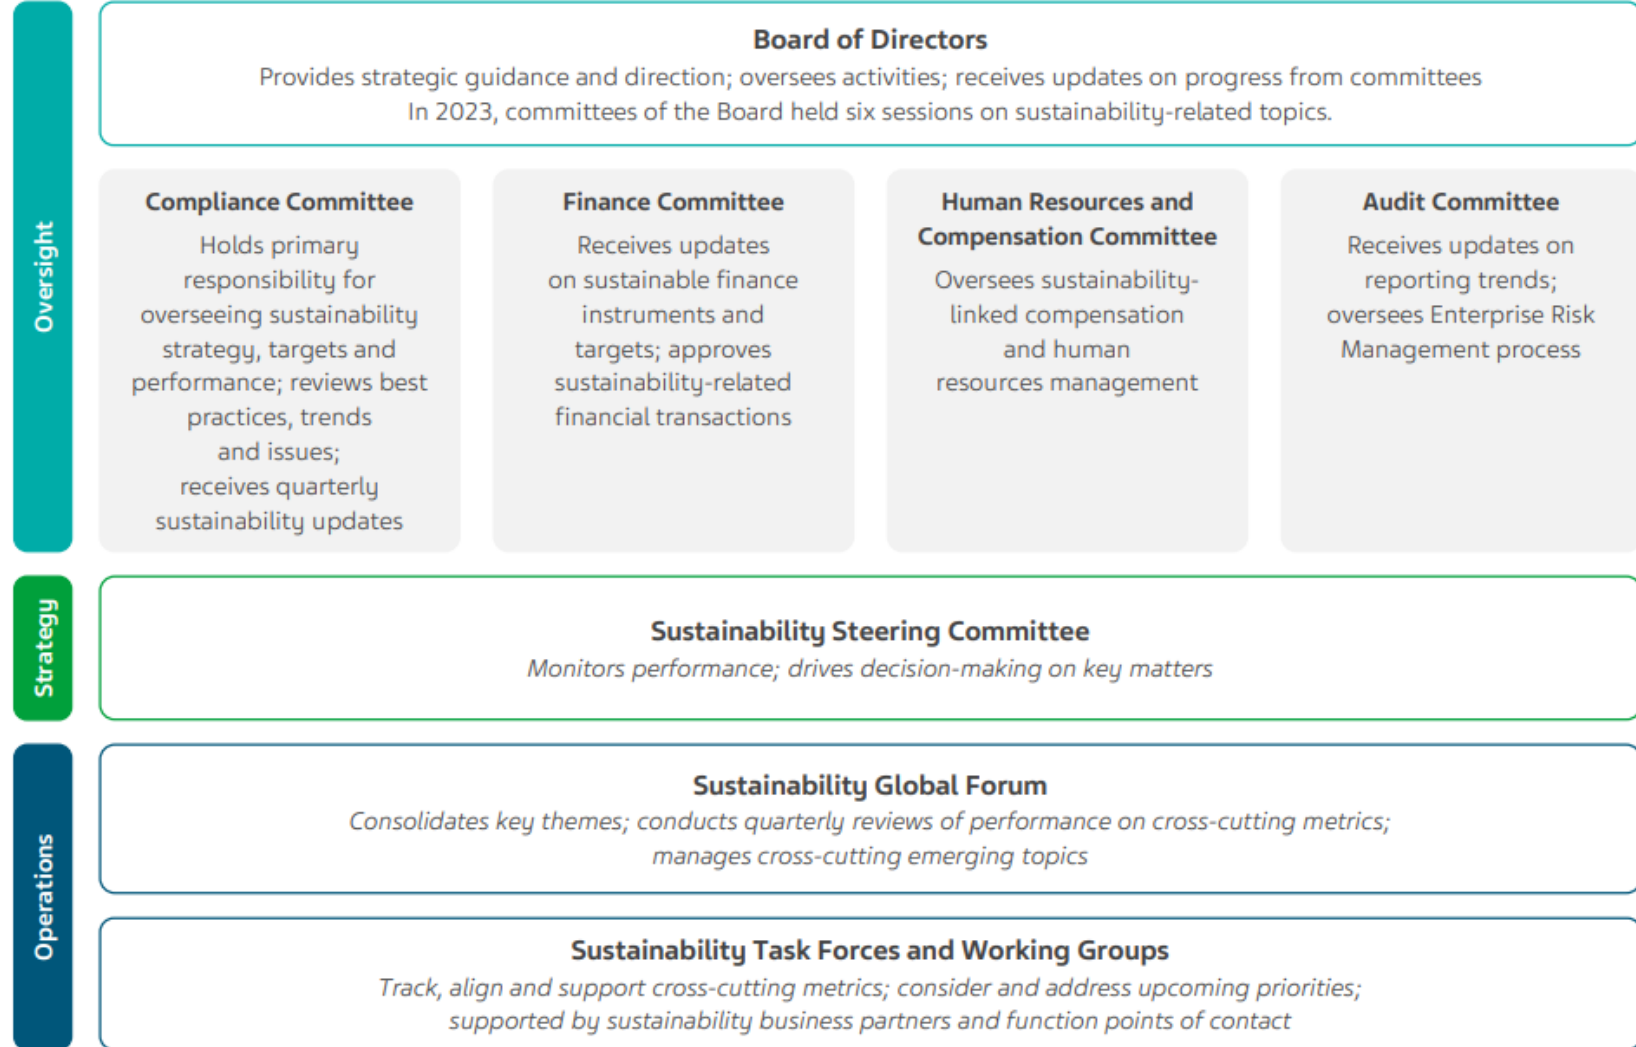 Oversight
Board of Directors
Provides strategic guidance and direction; oversees activities; receives updates on progress from committees
In 2023, committees of the Board held six sessions on sustainability-related topics.
Compliance Committee
Holds primary
responsibility for
overseeing sustainability
strategy, targets and
performance; reviews best
practices, trends
and issues;
receives quarterly
sustainability updates
Finance Committee
Receives updates
on sustainable finance
instruments and
targets; approves
sustainability-related
financial transactions
Human Resources and
Compensation Committee
Oversees sustainability-
linked compensation
and human
resources management
Audit Committee
Receives updates on
reporting trends;
oversees Enterprise Risk
Management process
Strategy
Sustainability Steering Committee
Monitors performance; drives decision-making on key matters
Operations
Sustainability Global Forum
Consolidates key themes; conducts quarterly reviews of performance on cross-cutting metrics;
manages cross-cutting emerging topics
Sustainability Task Forces and Working Groups
Track, align and support cross-cutting metrics; consider and address upcoming priorities;
supported by sustainability business partners and function points of contact